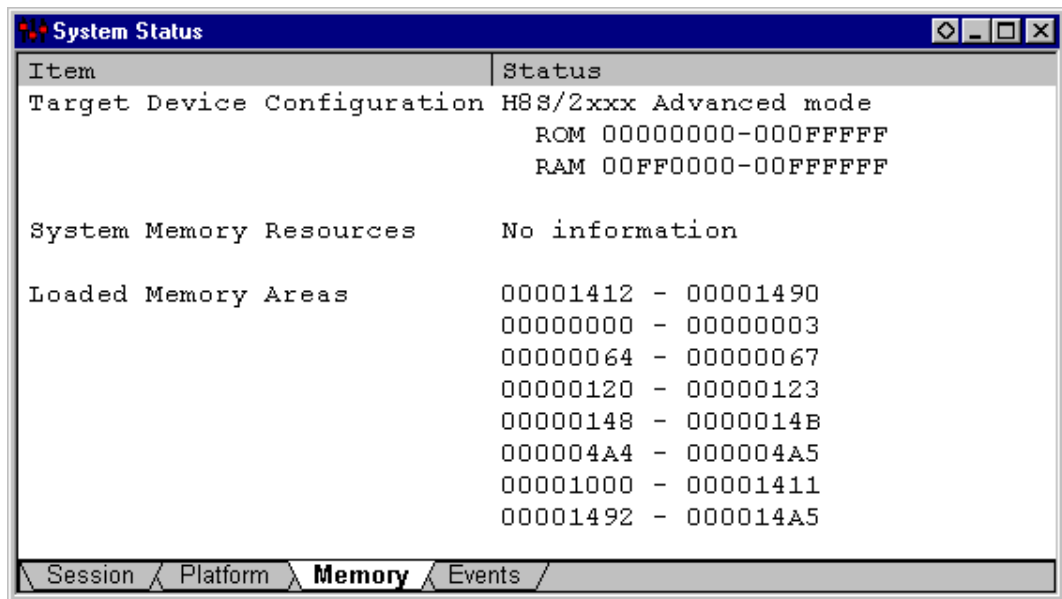 System Status
Item Status
Target Device Configuration H8S/2xxx Advanced mode
ROM 00000000-000FFFFF
RAM 00FF0000-00FFFFFF
System Memory Resources No information
Loaded Memory Areas 00001412 - 00001490
00000000 - 00000003
00000064 - 00000067
00000120 - 00000123
00000148 - 0000014B
000004A4 - 000004A5
00001000 - 00001411
00001492 - 000014A5
Session Platform Memory Events